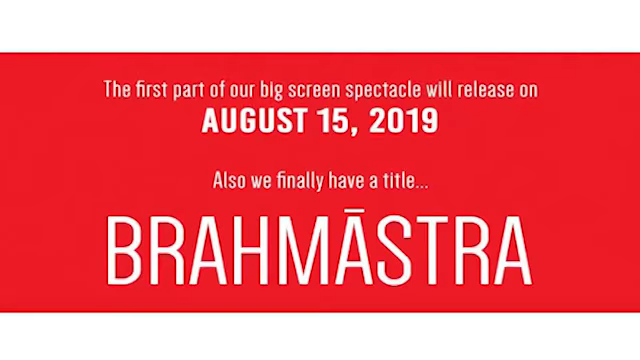 The first part of our big screen spectacle will release on
AUGUST 15, 2019
Also we finally have a title...
BRAHMĀSTRA